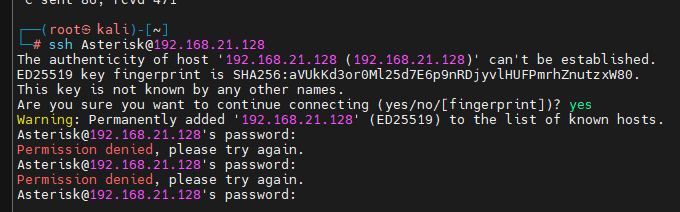 c sent 80, rcvd 471
┌──(root㉿kali)-[~]
└─# ssh Asterisk@192.168.21.128
The authenticity of host '192.168.21.128 (192.168.21.128)' can't be established.
ED25519 key fingerprint is SHA256:aVUkKd3or0Ml25d7E6p9nRDjyvlHUFPmrhZnutzxW80.
This key is not known by any other names.
Are you sure you want to continue connecting (yes/no/[fingerprint])? yes
Warning: Permanently added '192.168.21.128' (ED25519) to the list of known hosts.
Asterisk@192.168.21.128's password:
Permission denied, please try again.
Asterisk@192.168.21.128's password:
Permission denied, please try again.
Asterisk@192.168.21.128's password: